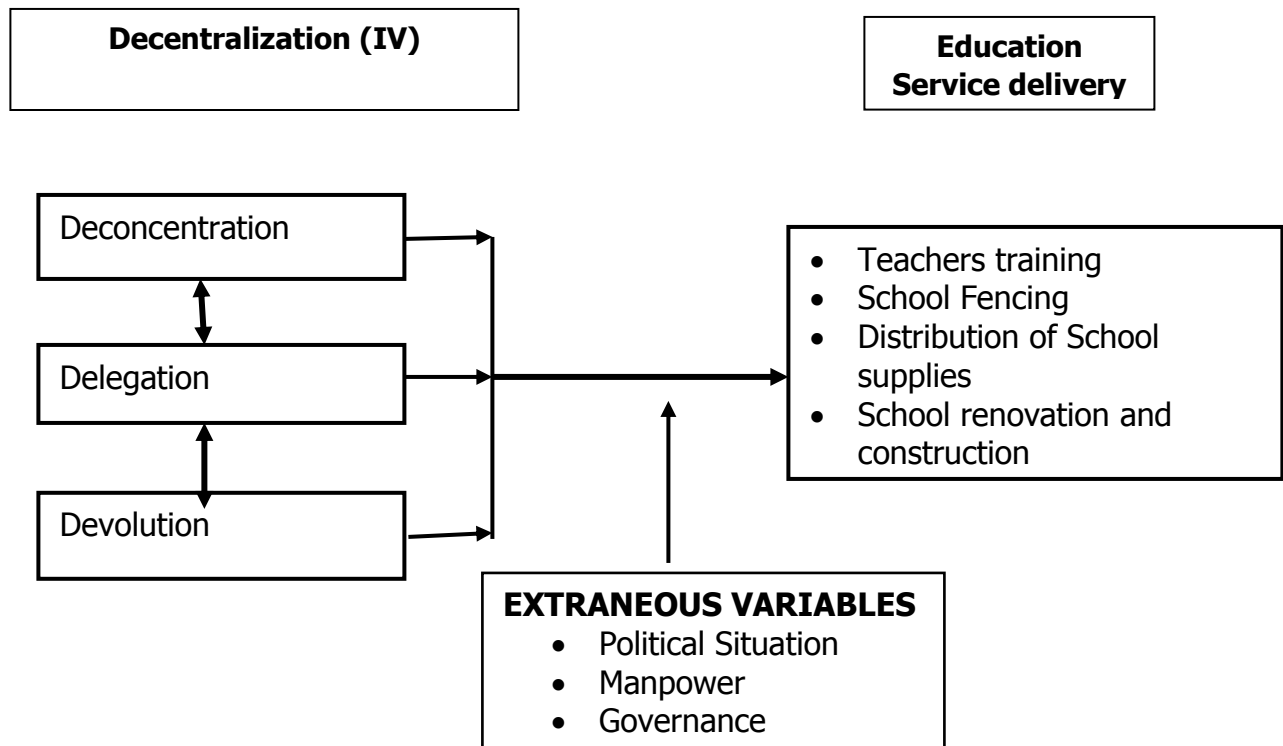 Decentralization (IV)
Education
Service delivery
Deconcentration
Delegation
Devolution
• Teachers training
• School Fencing
• Distribution of School
supplies
• School renovation and
construction
EXTRANEOUS VARIABLES
• Political Situation
• Manpower
• Governance